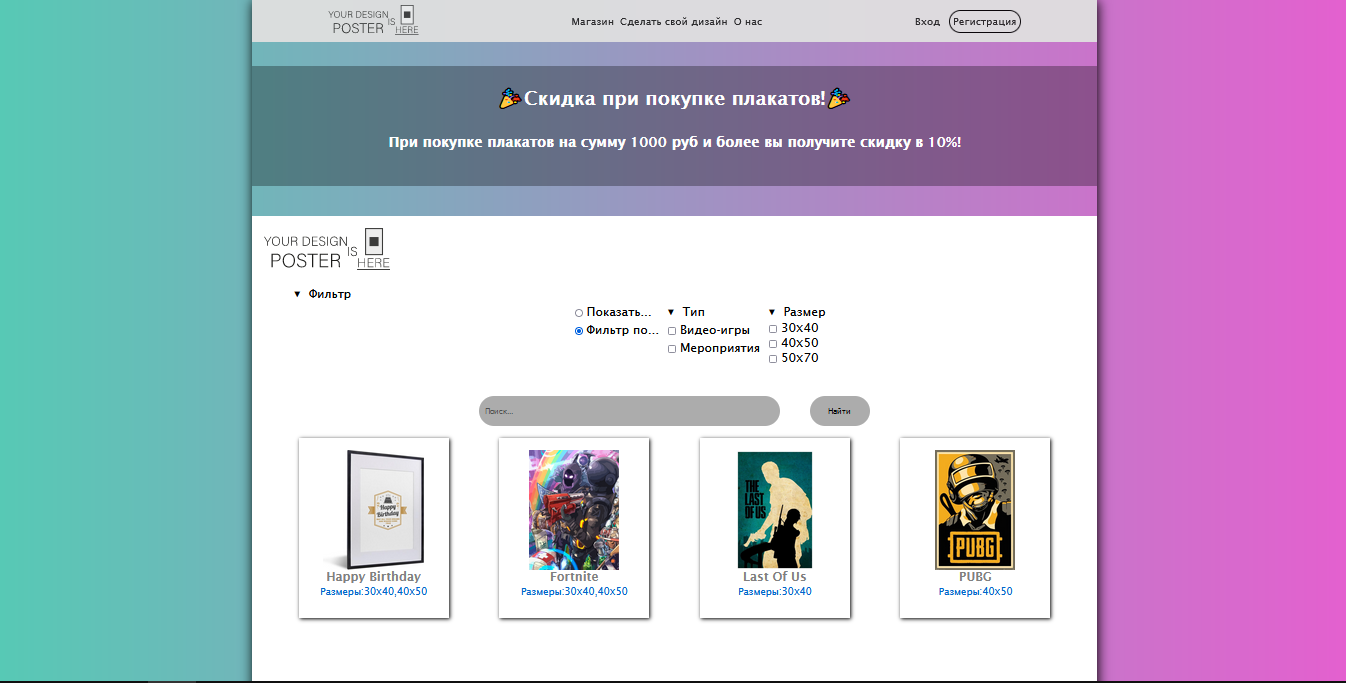 YOUR DESIGN
IS
POSTER
HERE
Магазин Сделать свой дизайн О нас
Вход Регистрация
Скидка при покупке плакатов!
При покупке плакатов на сумму 1000 руб и более вы получите скидку в 10%!
YOUR DESIGN
IS
POSTER
HERE
▼ Фильтр
Показать... ▼ Тип ▼ Размер
Фильтр по... Видео-игры 30x40
Мероприятия 40x50
50x70
Поиск... Найти
Happy
Birthday
THE
LAST
OF US
PUBG
Happy Birthday Fortnite Last Of Us PUBG
Размеры:30x40,40x50 Размеры:30x40,40x50 Размеры:30x40 Размеры:40x50